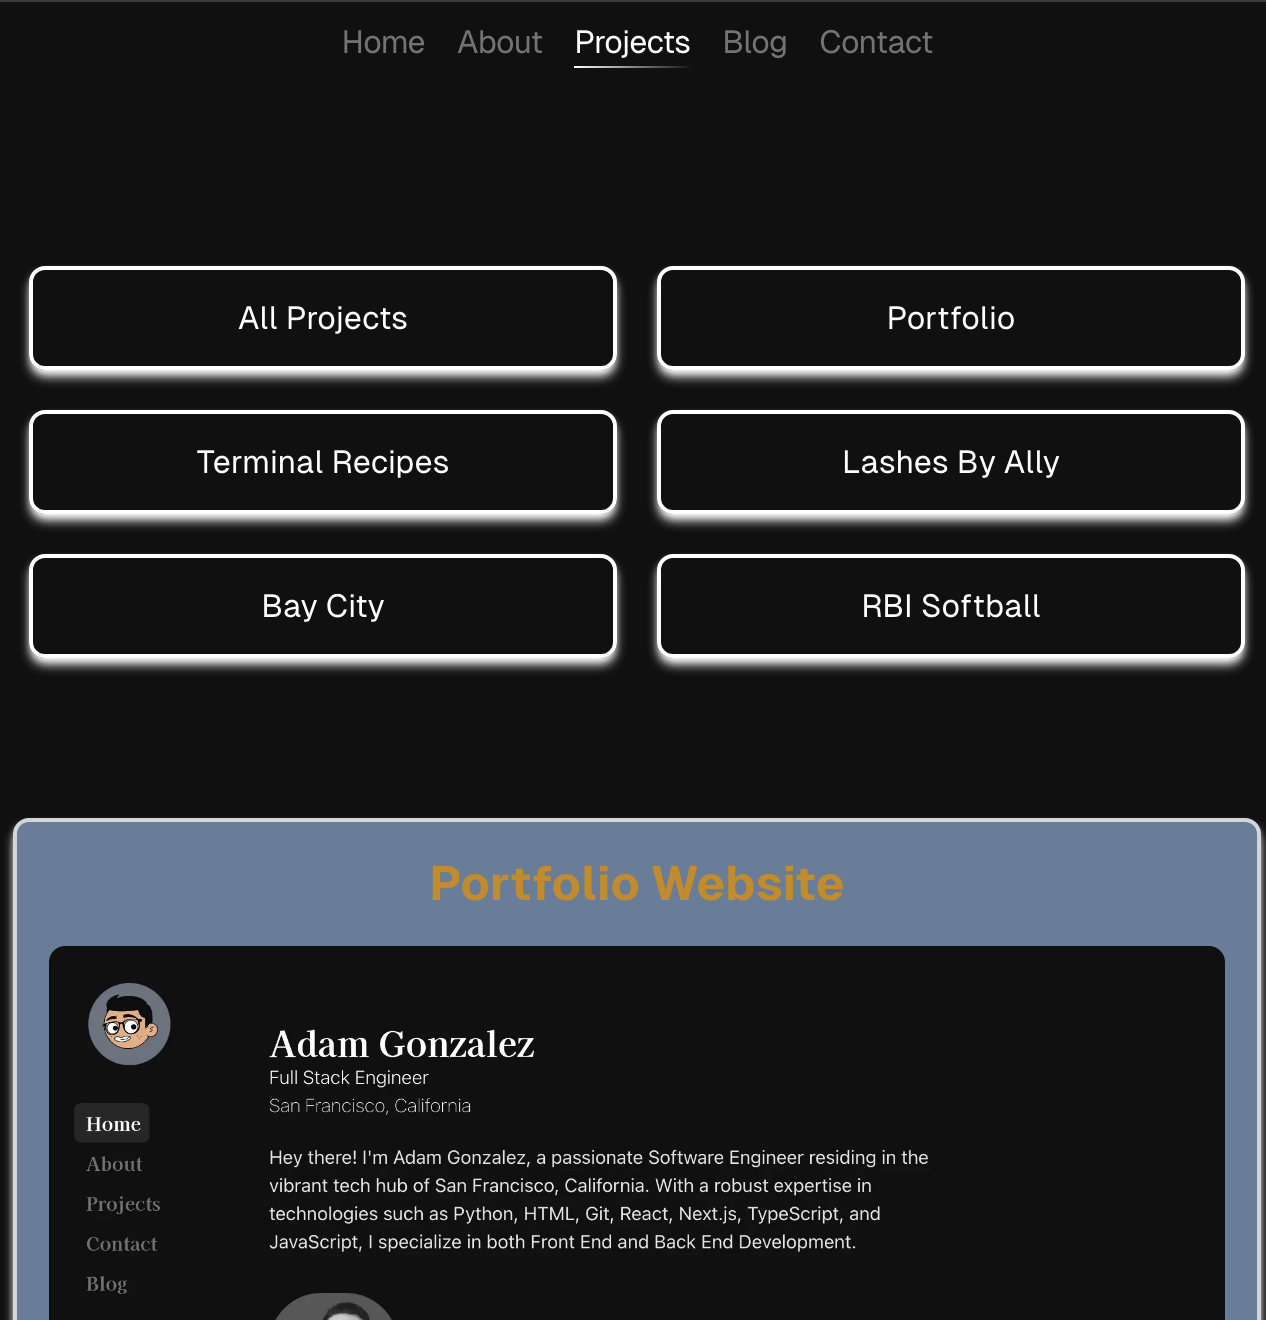 Home About Projects Blog Contact
All Projects
Portfolio
Terminal Recipes
Lashes By Ally
Bay City
RBI Softball
Portfolio Website
Adam Gonzalez
Full Stack Engineer
San Francisco, California
Home
About
Projects
Contact
Blog
Hey there! I'm Adam Gonzalez, a passionate Software Engineer residing in the
vibrant tech hub of San Francisco, California. With a robust expertise in
technologies such as Python, HTML, Git, React, Next.js, TypeScript, and
JavaScript, I specialize in both Front End and Back End Development.